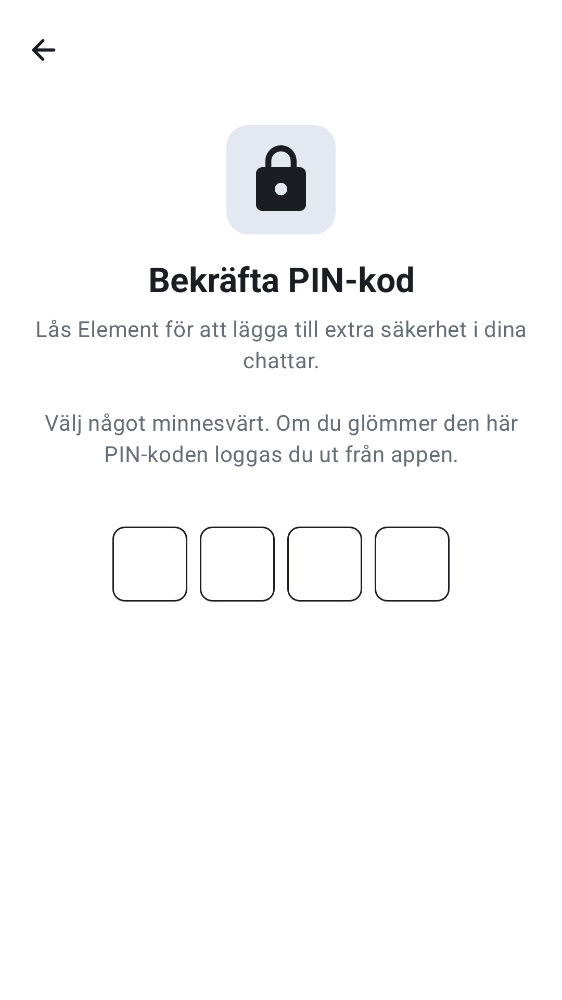 Bekräfta PIN-kod
Lås Element för att lägga till extra säkerhet i dina
chattar.
Välj något minnesvärt. Om du glömmer den här
PIN-koden loggas du ut från appen.